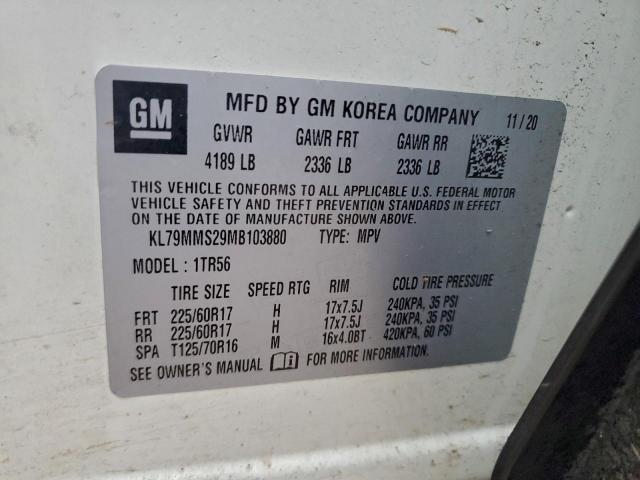 GM
MFD BY GM KOREA COMPANY 11/20
GVWR GAWR FRT GAWR RR
4189 LB 2336 LB 2336 LB
THIS VEHICLE CONFORMS TO ALL APPLICABLE U.S. FEDERAL MOTOR
VEHICLE SAFETY AND THEFT PREVENTION STANDARDS IN EFFECT
ON THE DATE OF MANUFACTURE SHOWN ABOVE.
KL79MMS29MB103880 TYPE: MPV
MODEL : 1TR56
TIRE SIZE SPEED RTG RIM COLD TIRE PRESSURE
FRT 225/60R17 H 17x7.5J 240KPA, 35 PSI
RR 225/60R17 H 17x7.5J 240KPA, 35 PSI
SPA T125/70R16 M 16x4.0BT 420KPA, 60 PSI
SEE OWNER'S MANUAL FOR MORE INFORMATION.